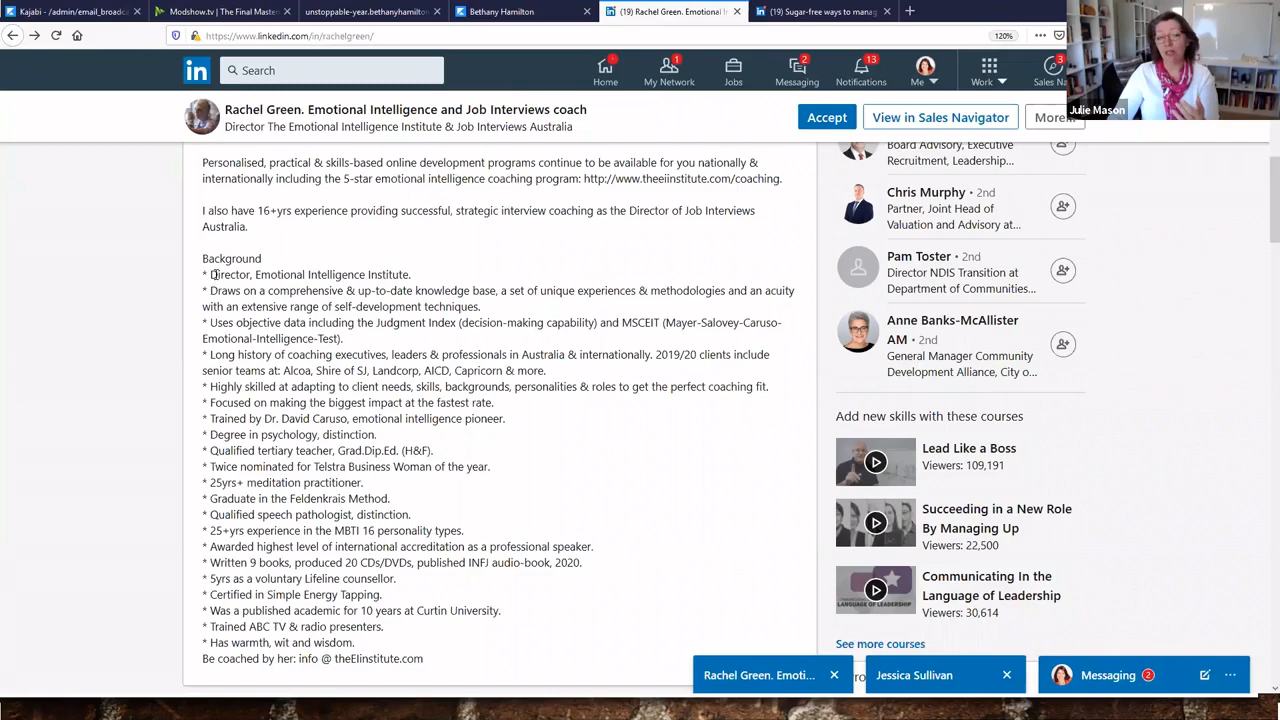 Kajabi - /admin/email_broadca
Modshow.tv | The Final Master
unstoppable-year.bethanyhamilton
Bethany Hamilton
(19) Rachel Green. Emotional In
(19) Sugar-free ways to manag
https://www.linkedin.com/in/rachelgreen/
120%
in
Search
Home
My Network
1
Jobs
Messaging
2
Notifications
13
Me
Work
Sales Na
3
Julie Mason
Rachel Green. Emotional Intelligence and Job Interviews coach
Director The Emotional Intelligence Institute & Job Interviews Australia
Accept
View in Sales Navigator
More...
Personalised, practical & skills-based online development programs continue to be available for you nationally &
internationally including the 5-star emotional intelligence coaching program: http://www.theeiinstitute.com/coaching.
I also have 16+yrs experience providing successful, strategic interview coaching as the Director of Job Interviews
Australia.
Background
* Director, Emotional Intelligence Institute.
* Draws on a comprehensive & up-to-date knowledge base, a set of unique experiences & methodologies and an acuity
with an extensive range of self-development techniques.
* Uses objective data including the Judgment Index (decision-making capability) and MSCEIT (Mayer-Salovey-Caruso-
Emotional-Intelligence-Test).
* Long history of coaching executives, leaders & professionals in Australia & internationally. 2019/20 clients include
senior teams at: Alcoa, Shire of SJ, Landcorp, AICD, Capricorn & more.
* Highly skilled at adapting to client needs, skills, backgrounds, personalities & roles to get the perfect coaching fit.
* Focused on making the biggest impact at the fastest rate.
* Trained by Dr. David Caruso, emotional intelligence pioneer.
* Degree in psychology, distinction.
* Qualified tertiary teacher, Grad.Dip.Ed. (H&F).
* Twice nominated for Telstra Business Woman of the year.
* 25yrs+ meditation practitioner.
* Graduate in the Feldenkrais Method.
* Qualified speech pathologist, distinction.
* 25+yrs experience in the MBTI 16 personality types.
* Awarded highest level of international accreditation as a professional speaker.
* Written 9 books, produced 20 CDs/DVDs, published INFJ audio-book, 2020.
* 5yrs as a voluntary Lifeline counsellor.
* Certified in Simple Energy Tapping.
* Was a published academic for 10 years at Curtin University.
* Trained ABC TV & radio presenters.
* Has warmth, wit and wisdom.
Be coached by her: info @ theEIinstitute.com
Board Advisory, Executive
Recruitment, Leadership...
Chris Murphy • 2nd
Partner, Joint Head of
Valuation and Advisory at...
Pam Toster • 2nd
Director NDIS Transition at
Department of Communities...
Anne Banks-McAllister
AM • 2nd
General Manager Community
Development Alliance, City o...
Add new skills with these courses
Lead Like a Boss
Viewers: 109,191
Succeeding in a New Role
By Managing Up
Viewers: 22,500
COMMUNICATING IN THE
LANGUAGE OF LEADERSHIP
Communicating In the
Language of Leadership
Viewers: 30,614
See more courses
Rachel Green. Emoti...
Jessica Sullivan
Messaging
2